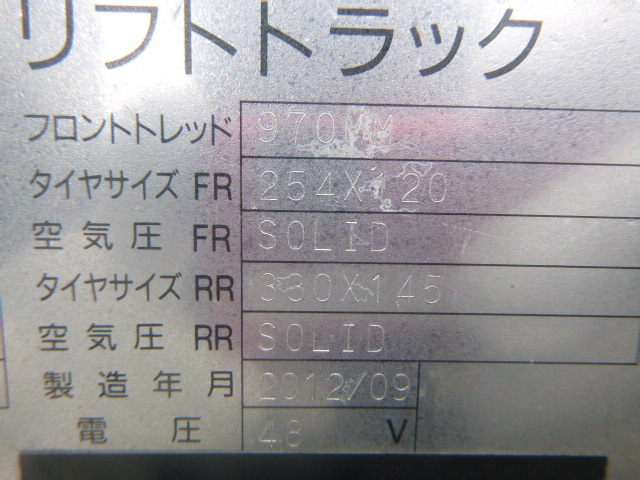 リフトトラック
フロントトレッド 970MM
タイヤサイズ FR 254X120
空気圧 FR SOLID
タイヤサイズ RR 330X145
空気圧 RR SOLID
製造年月 2012/09
電圧 48 V